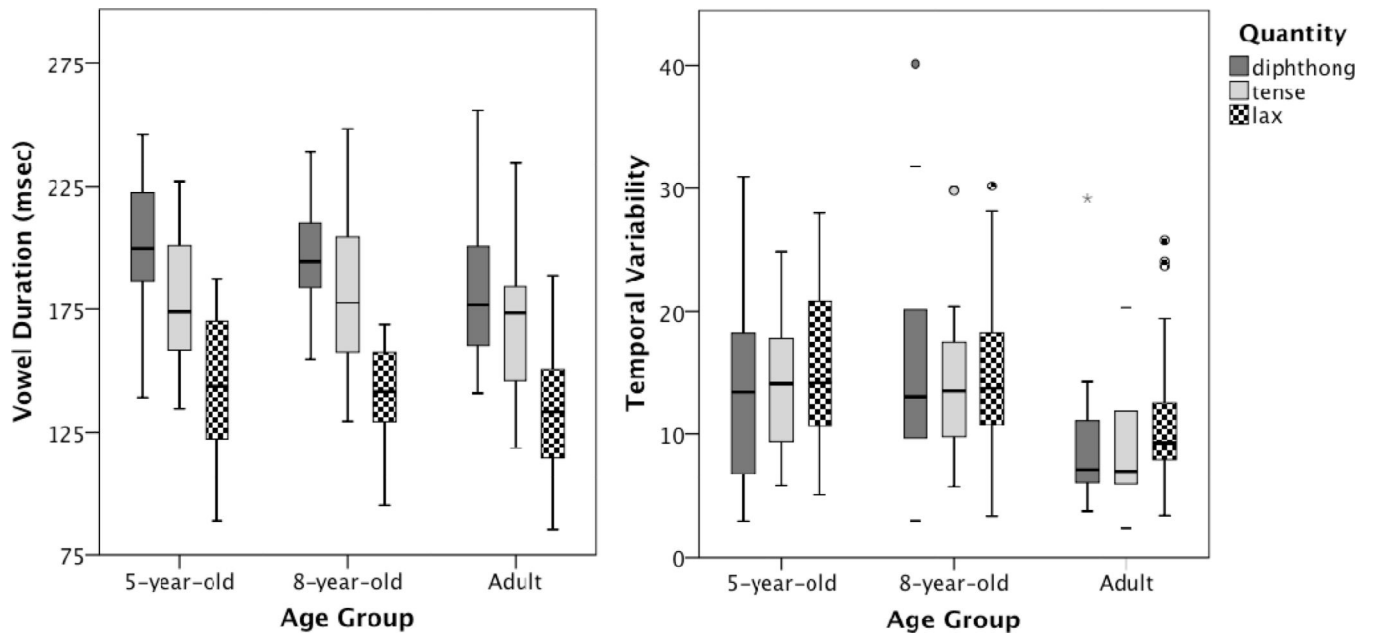 Vowel Duration (msec)
275
225
175
125
75
5-year-old
8-year-old
Adult
Age Group
Temporal Variability
40
30
20
10
0
5-year-old
8-year-old
Adult
Age Group
Quantity
diphthong
tense
lax